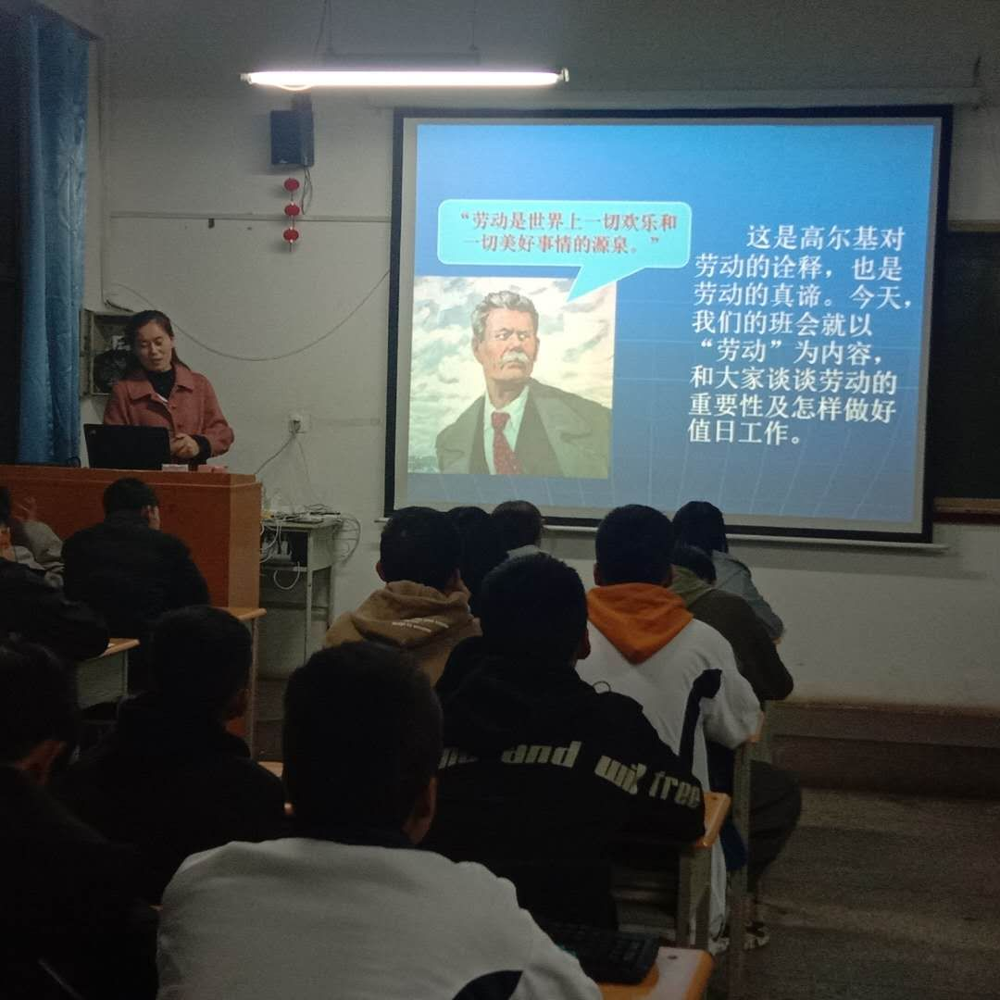 “劳动是世界上一切欢乐和
一切美好事情的源泉。”
这是高尔基对
劳动的诠释，也是
劳动的真谛。今天，
我们的班会就以
“劳动”为内容，
和大家谈谈劳动的
重要性及怎样做好
值日工作。
and wit tree